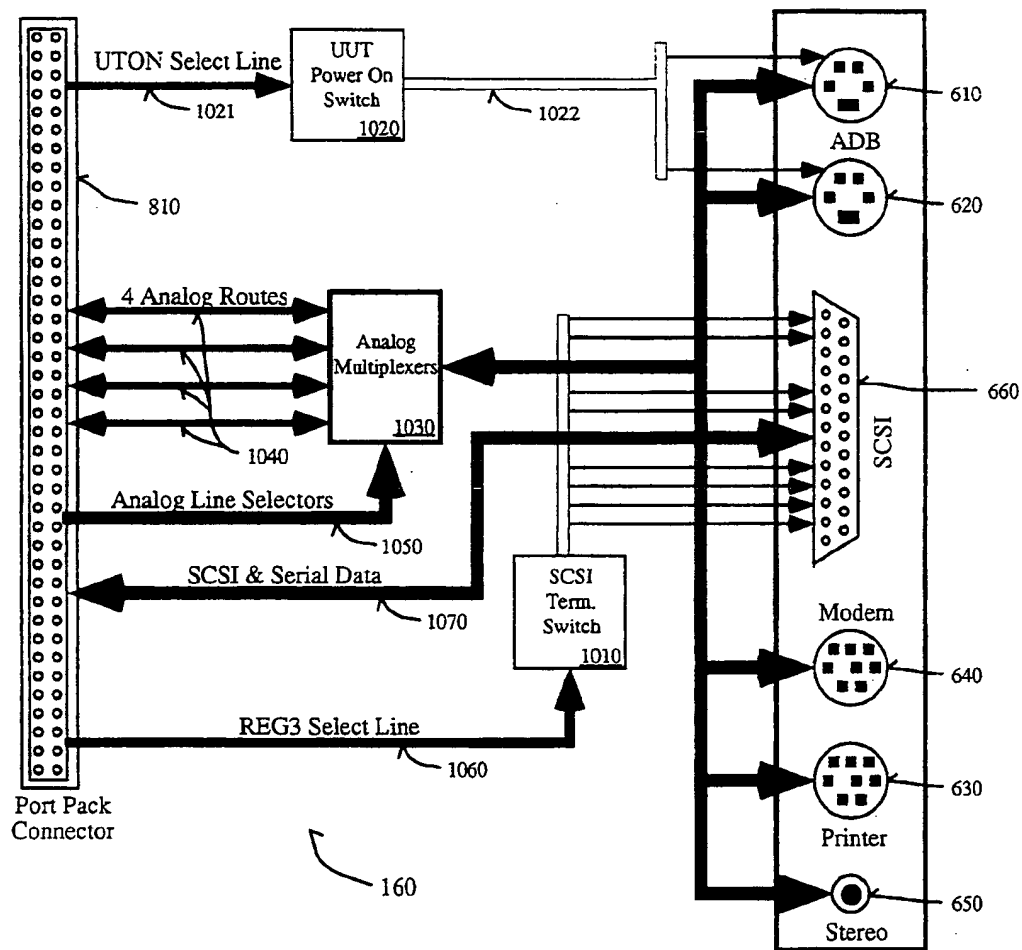 UTON Select Line
1021
UUT
Power On
Switch
1020
1022
610
ADB
620
810
4 Analog Routes
Analog
Multiplexers
1030
1040
660
SCSI
Analog Line Selectors
1050
SCSI & Serial Data
1070
SCSI
Term.
Switch
1010
Modem
640
REG3 Select Line
1060
630
Printer
Port Pack
Connector
160
650
Stereo